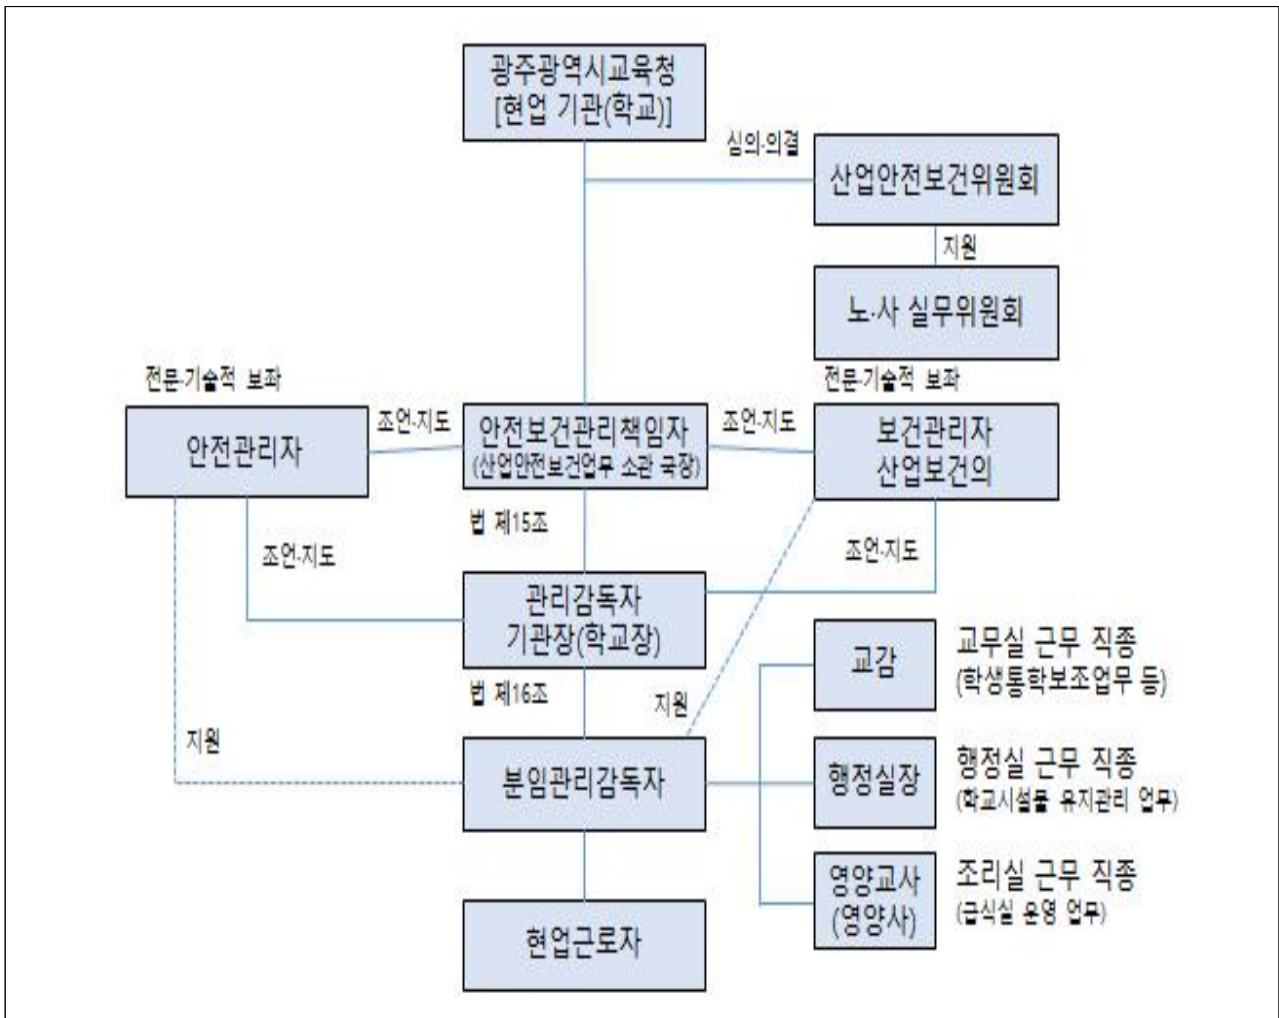 광주광역시교육청
[현업 기관(학교)]
심의·의결
산업안전보건위원회
지원
노·사 실무위원회
전문·기술적 보좌
전문·기술적 보좌
안전관리자
조언·지도
안전보건관리책임자
(산업안전보건업무 소관 국장)
조언·지도
보건관리자
산업보건의
법 제15조
조언·지도
조언·지도
관리감독자
기관장(학교장)
법 제16조
교감
교무실 근무 직종
(학생통학보조업무 등)
지원
지원
분임관리감독자
행정실장
행정실 근무 직종
(학교시설물 유지관리 업무)
영양교사
(영양사)
조리실 근무 직종
(급식실 운영 업무)
현업근로자